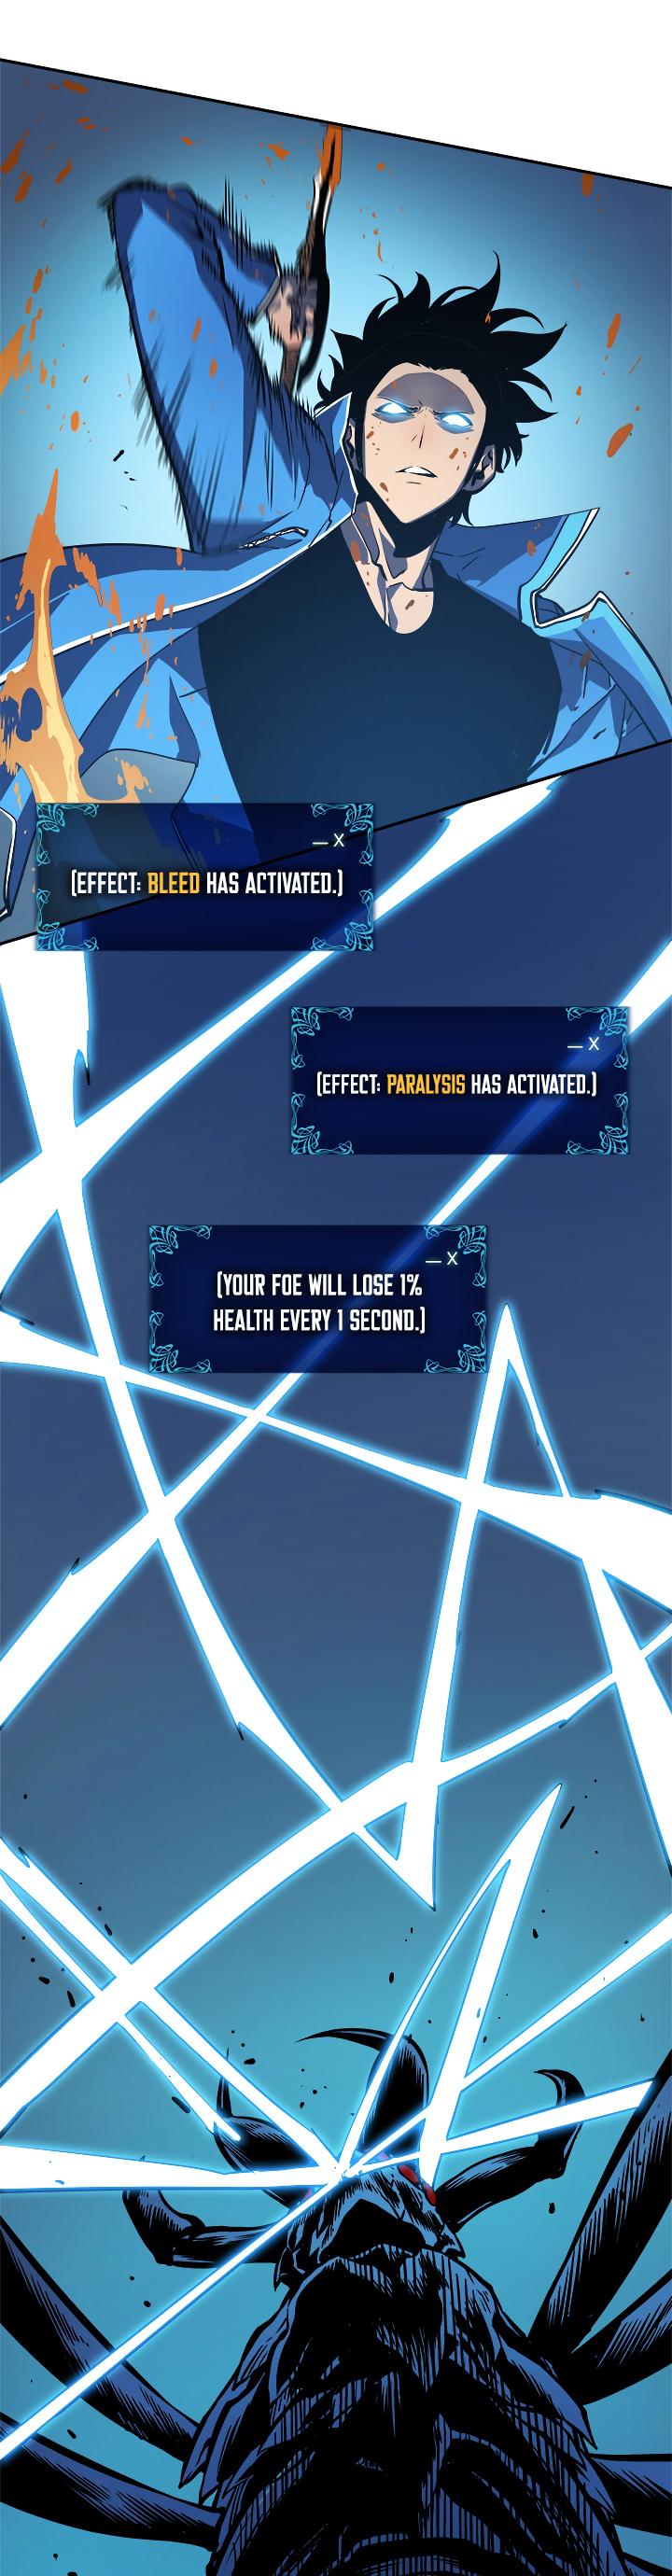 — X
(EFFECT: BLEED HAS ACTIVATED.)
— X
(EFFECT: PARALYSIS HAS ACTIVATED.)
— X
(YOUR FOE WILL LOSE 1%
HEALTH EVERY 1 SECOND.)